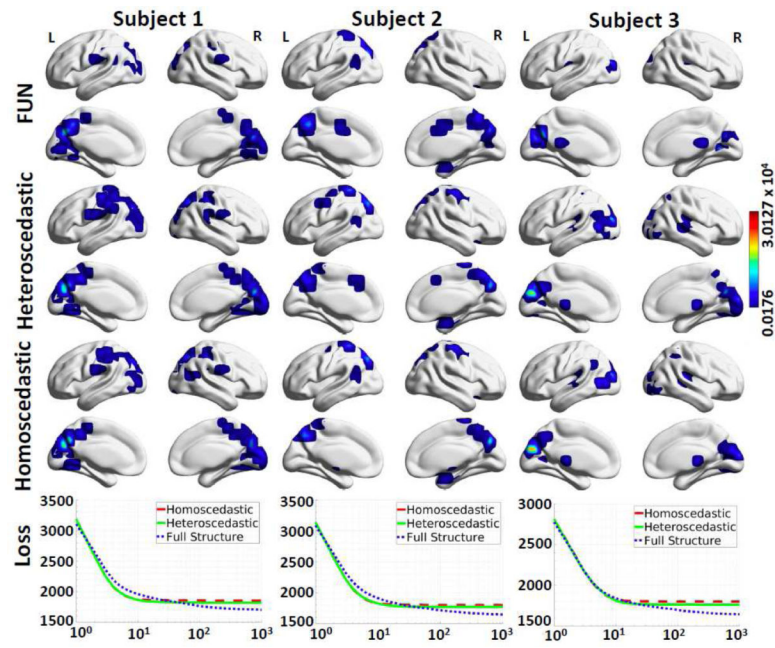 Subject 1 Subject 2 Subject 3
L R L R L R
FUN
Heteroscedastic
Homoscedastic
3.0127 x 10⁴
0.0176
Loss
3500
3000
2500
2000
1500
10⁰ 10¹ 10² 10³
Homoscedastic
Heteroscedastic
Full Structure
3500
3000
2500
2000
1500
10⁰ 10¹ 10² 10³
Homoscedastic
Heteroscedastic
Full Structure
3000
2000
1500
10⁰ 10¹ 10² 10³
Homoscedastic
Heteroscedastic
Full Structure